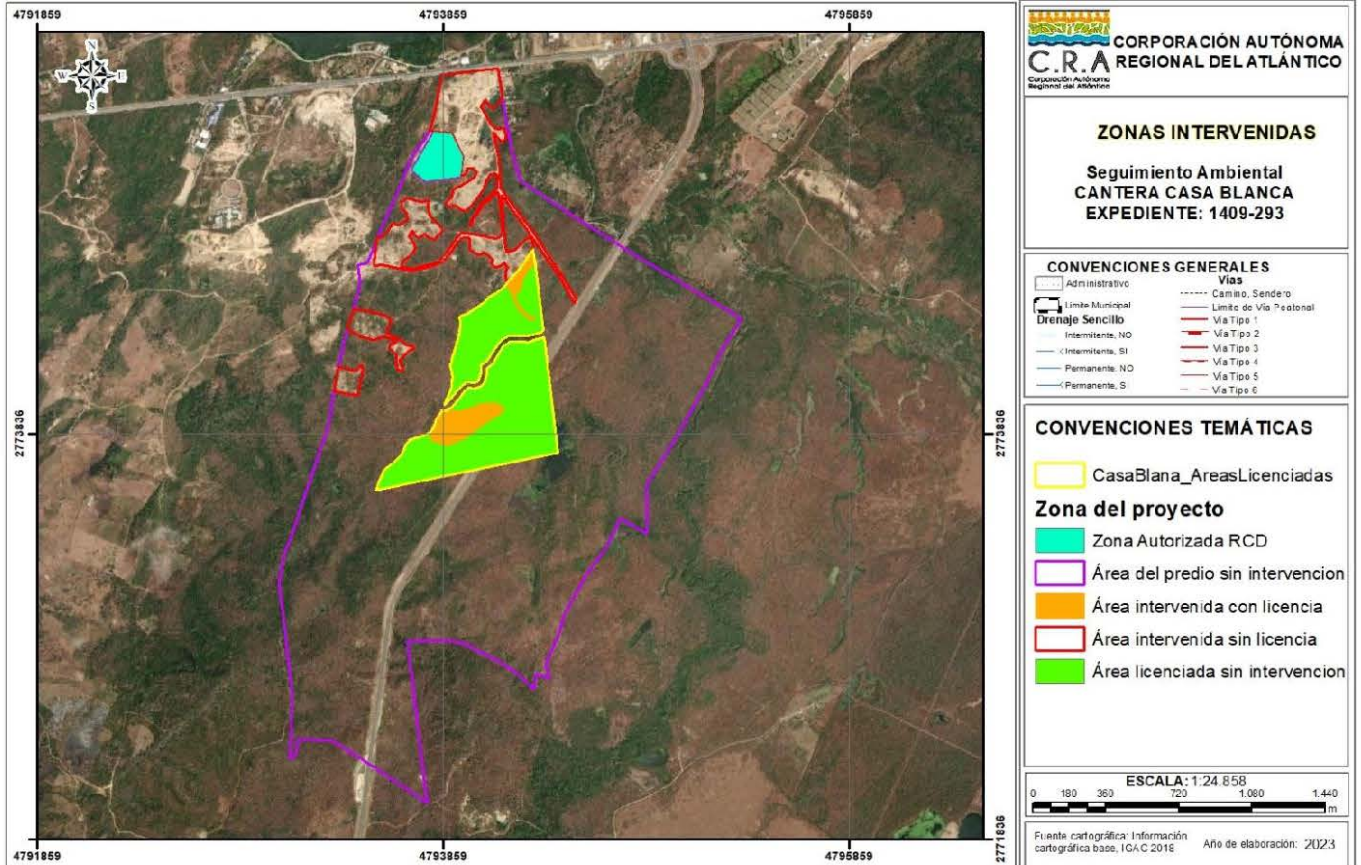 4791859
4793859
4795859
N
W
E
S
2773836
2773836
2771836
4791859
4793859
4795859
C.R.A
Corporación Autónoma
Regional del Atlántico
CORPORACIÓN AUTÓNOMA
REGIONAL DEL ATLÁNTICO
ZONAS INTERVENIDAS
Seguimiento Ambiental
CANTERA CASA BLANCA
EXPEDIENTE: 1409-293
CONVENCIONES GENERALES
Administrativo
Limite Municipal
Drenaje Sencillo
Intermitente, NO
Intermitente, SI
Permanente, NO
Permanente, S
Vías
Camino, Sendero
Limite de Vía Peatonal
Vía Tipo 1
Vía Tipo 2
Vía Tipo 3
Vía Tipo 4
Vía Tipo 5
Vía Tipo 6
CONVENCIONES TEMÁTICAS
CasaBlana_AreasLicenciadas
Zona del proyecto
Zona Autorizada RCD
Área del predio sin intervencion
Área intervenida con licencia
Área intervenida sin licencia
Área licenciada sin intervencion
ESCALA: 1:24.858
0 180 360 720 1.080 1.440
m
Fuente cartográfica: Información
cartográfica base, IGAC 2018
Año de elaboración: 2023